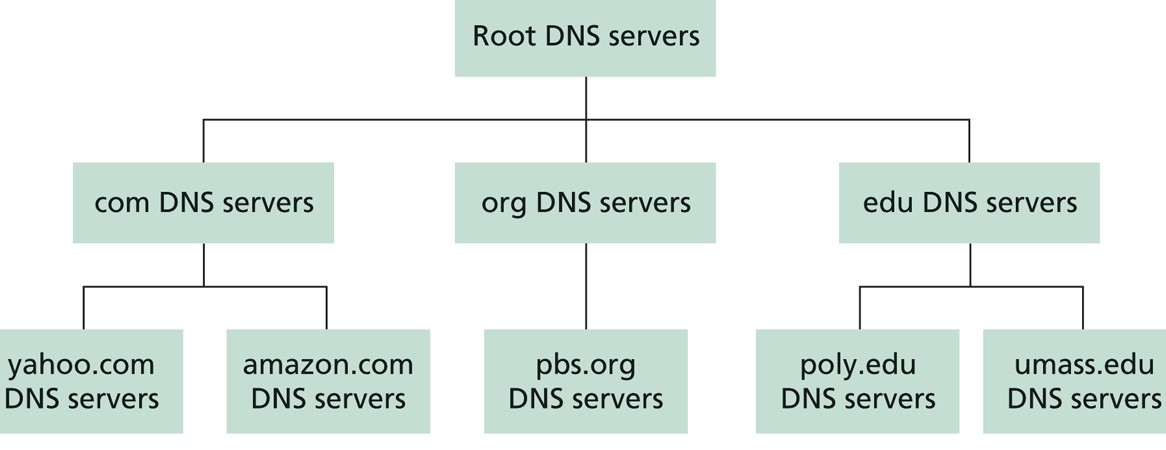 Root DNS servers
com DNS servers
org DNS servers
edu DNS servers
yahoo.com
DNS servers
amazon.com
DNS servers
pbs.org
DNS servers
poly.edu
DNS servers
umass.edu
DNS servers